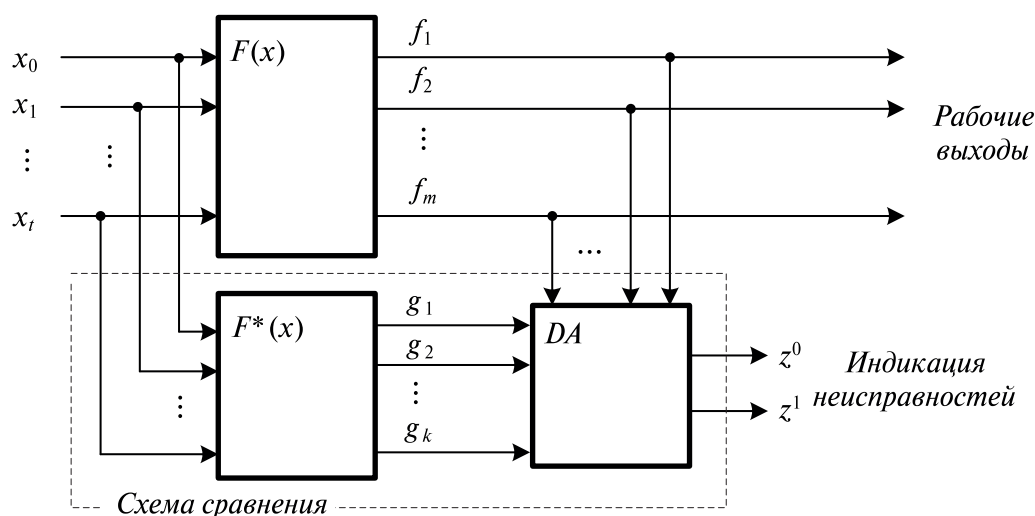 x₀
x₁
⋮
⋮
xₜ
F(x)
f₁
f₂
⋮
fₘ
Рабочие
выходы
...
F*(x)
⋮
g₁
g₂
⋮
gₖ
DA
z⁰
z¹
Индикация
неисправностей
Схема сравнения